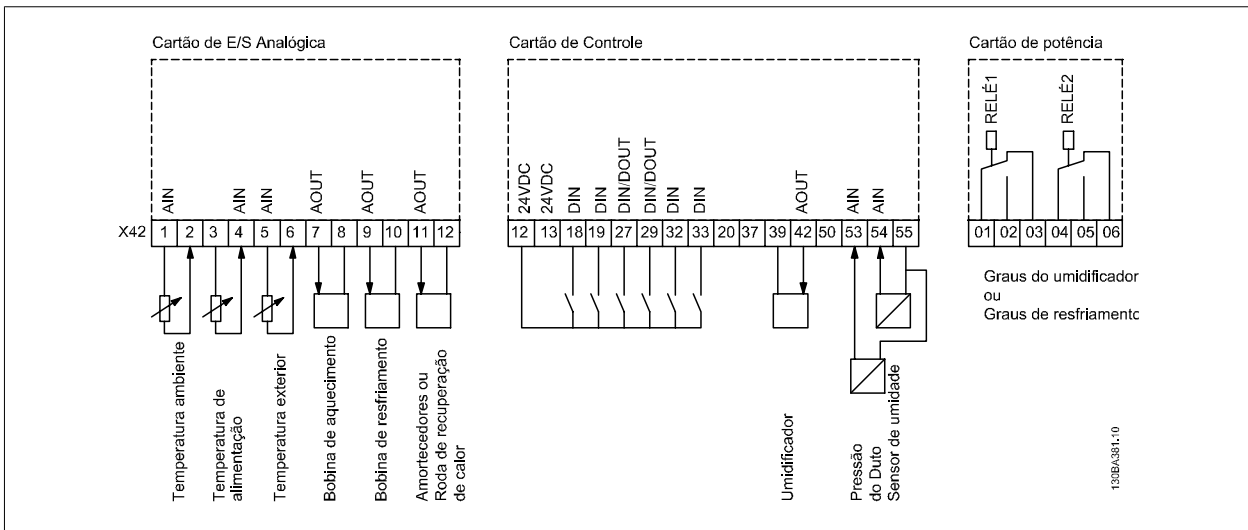 Cartão de E/S Analógica
Cartão de Controle
Cartão de potência
AIN
AIN
AIN
AOUT
AOUT
AOUT
24VDC
24VDC
DIN
DIN
DIN/DOUT
DIN/DOUT
DIN
DIN
AOUT
AIN
AIN
RELÉ1
RELÉ2
X42
1 2 3 4 5 6 7 8 9 10 11 12
12 13 18 19 27 29 32 33 20 37 39 42 50 53 54 55
01 02 03 04 05 06
Temperatura ambiente
Temperatura de
alimentação
Temperatura exterior
Bobina de aquecimento
Bobina de resfriamento
Amortecedores ou
Roda de recuperação
de calor
Umidificador
Pressão
do Duto
Sensor de umidade
Graus do umidificador
ou
Graus de resfriamentc
130BA381.10